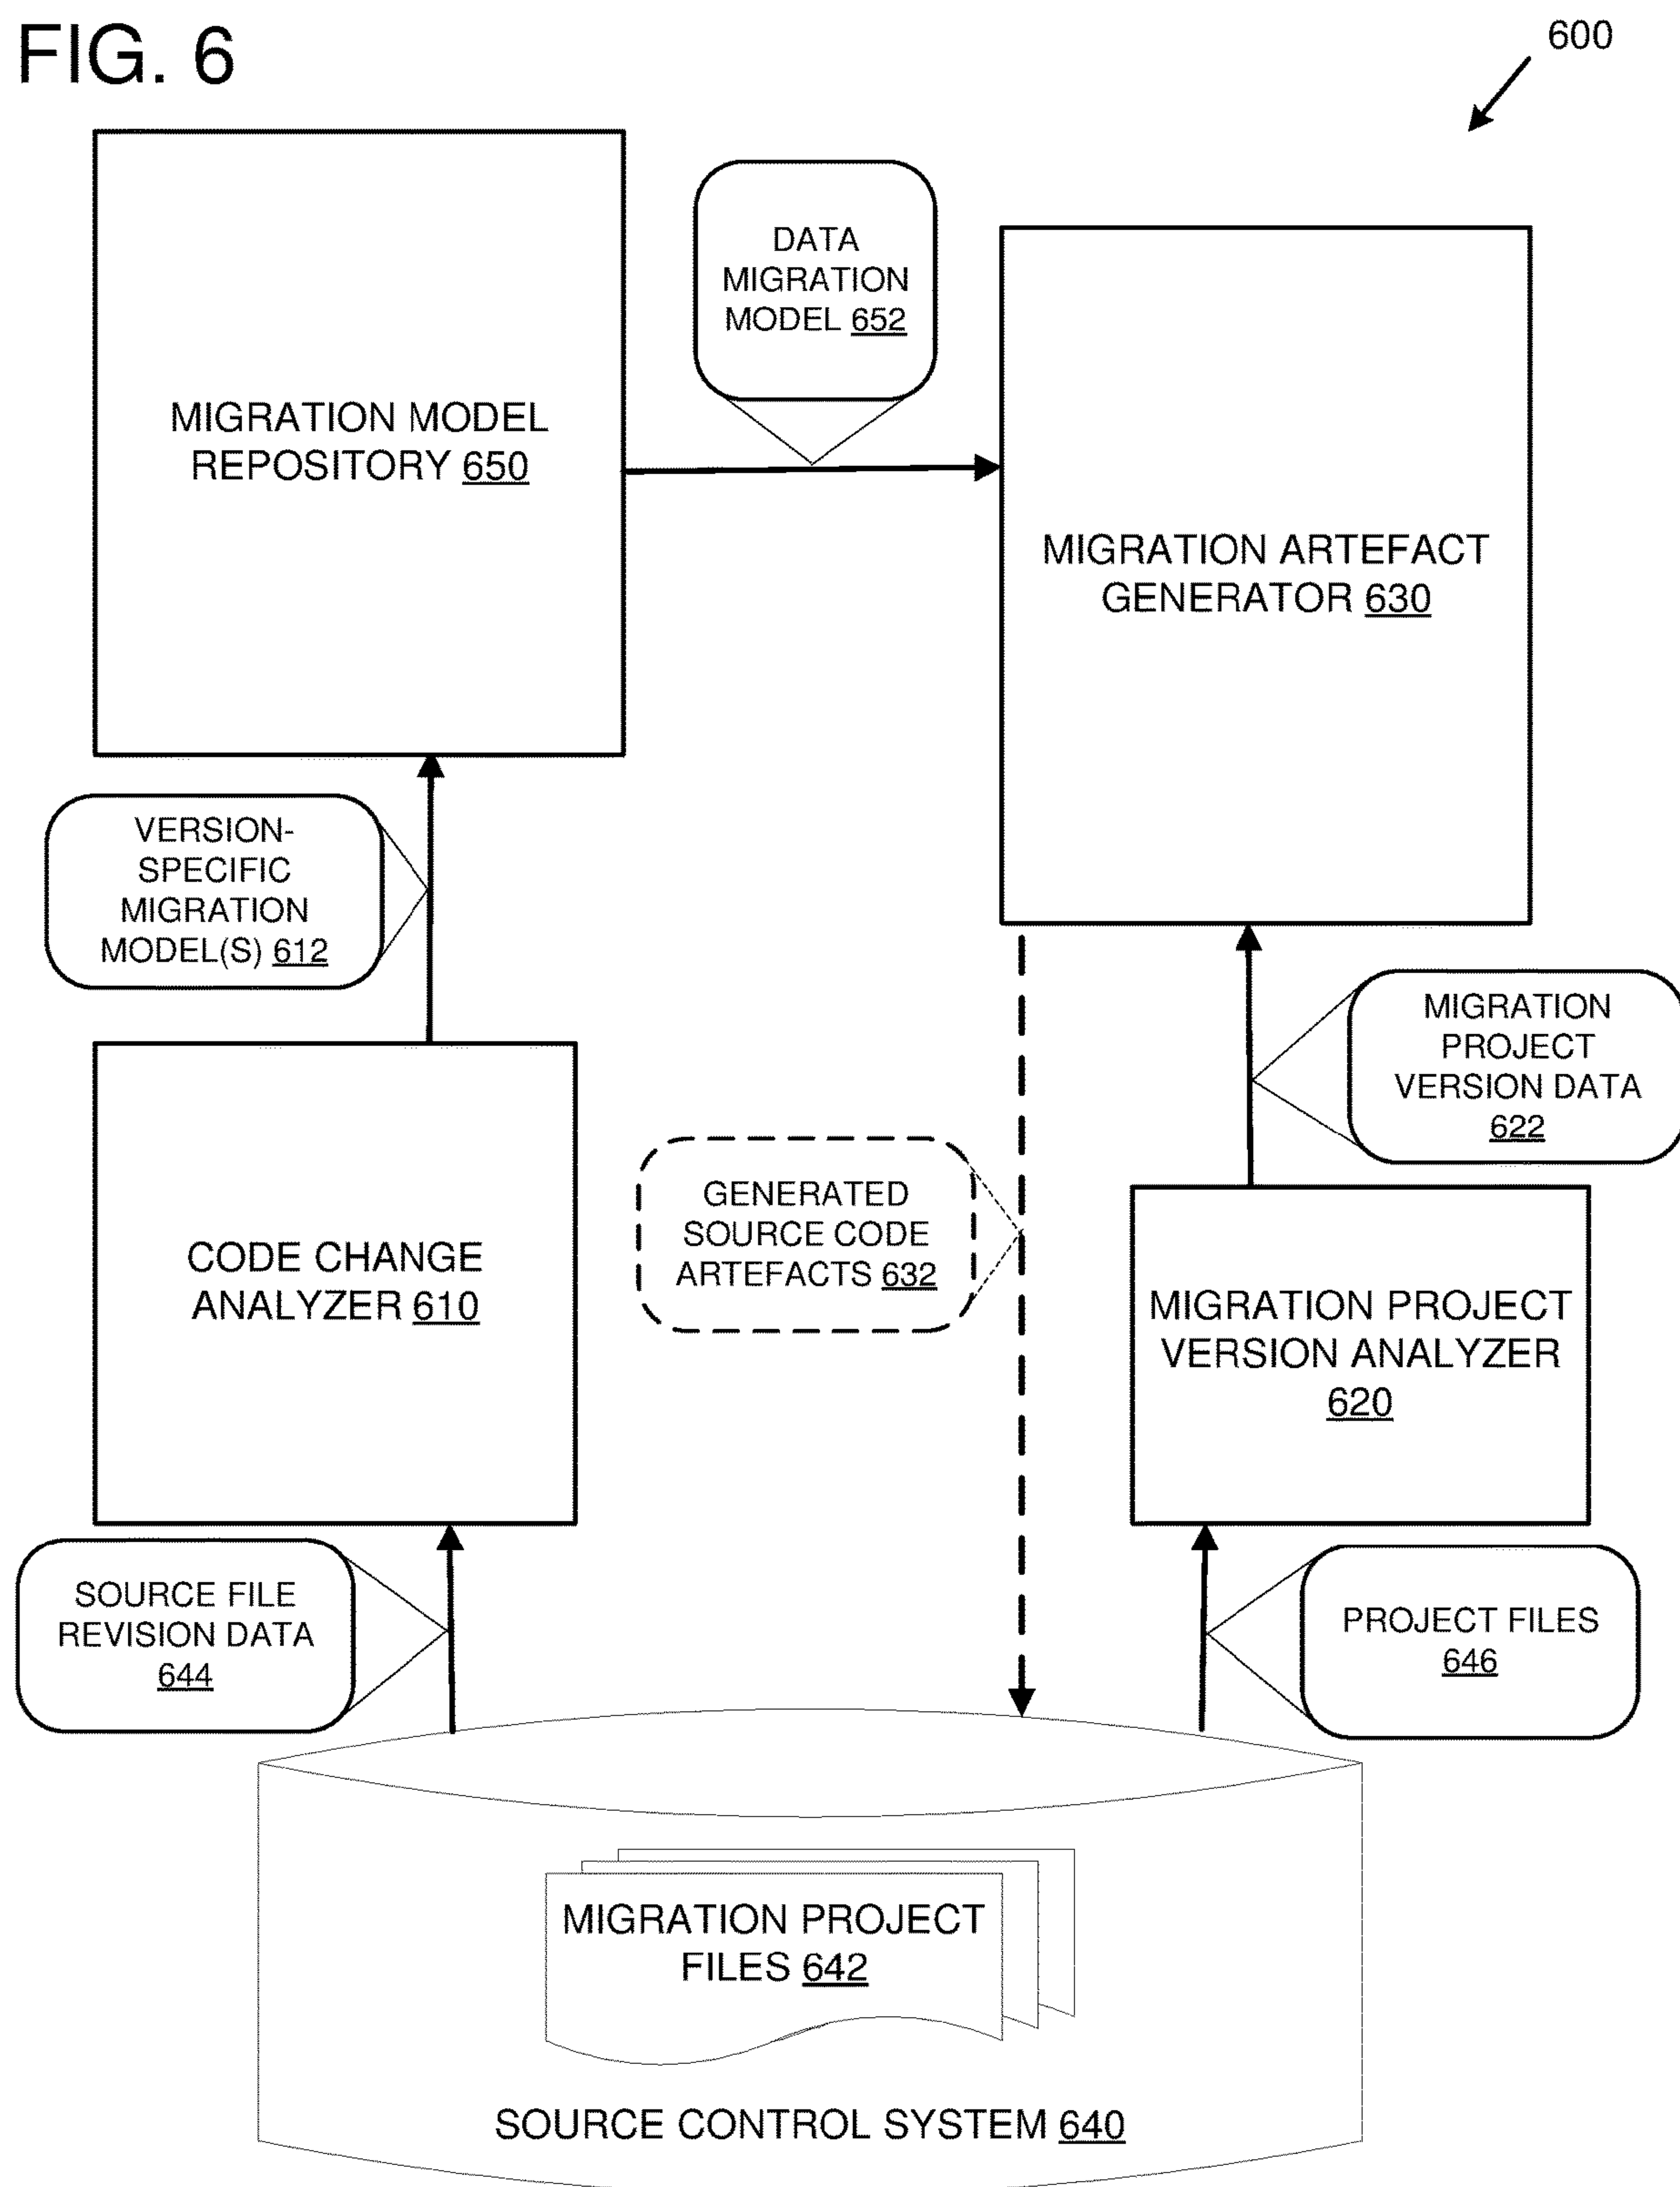 FIG. 6
600
DATA
MIGRATION
MODEL 652
MIGRATION MODEL
REPOSITORY 650
MIGRATION ARTEFACT
GENERATOR 630
VERSION-
SPECIFIC
MIGRATION
MODEL(S) 612
MIGRATION
PROJECT
VERSION DATA
622
GENERATED
SOURCE CODE
ARTEFACTS 632
CODE CHANGE
ANALYZER 610
MIGRATION PROJECT
VERSION ANALYZER
620
SOURCE FILE
REVISION DATA
644
PROJECT FILES
646
MIGRATION PROJECT
FILES 642
SOURCE CONTROL SYSTEM 640